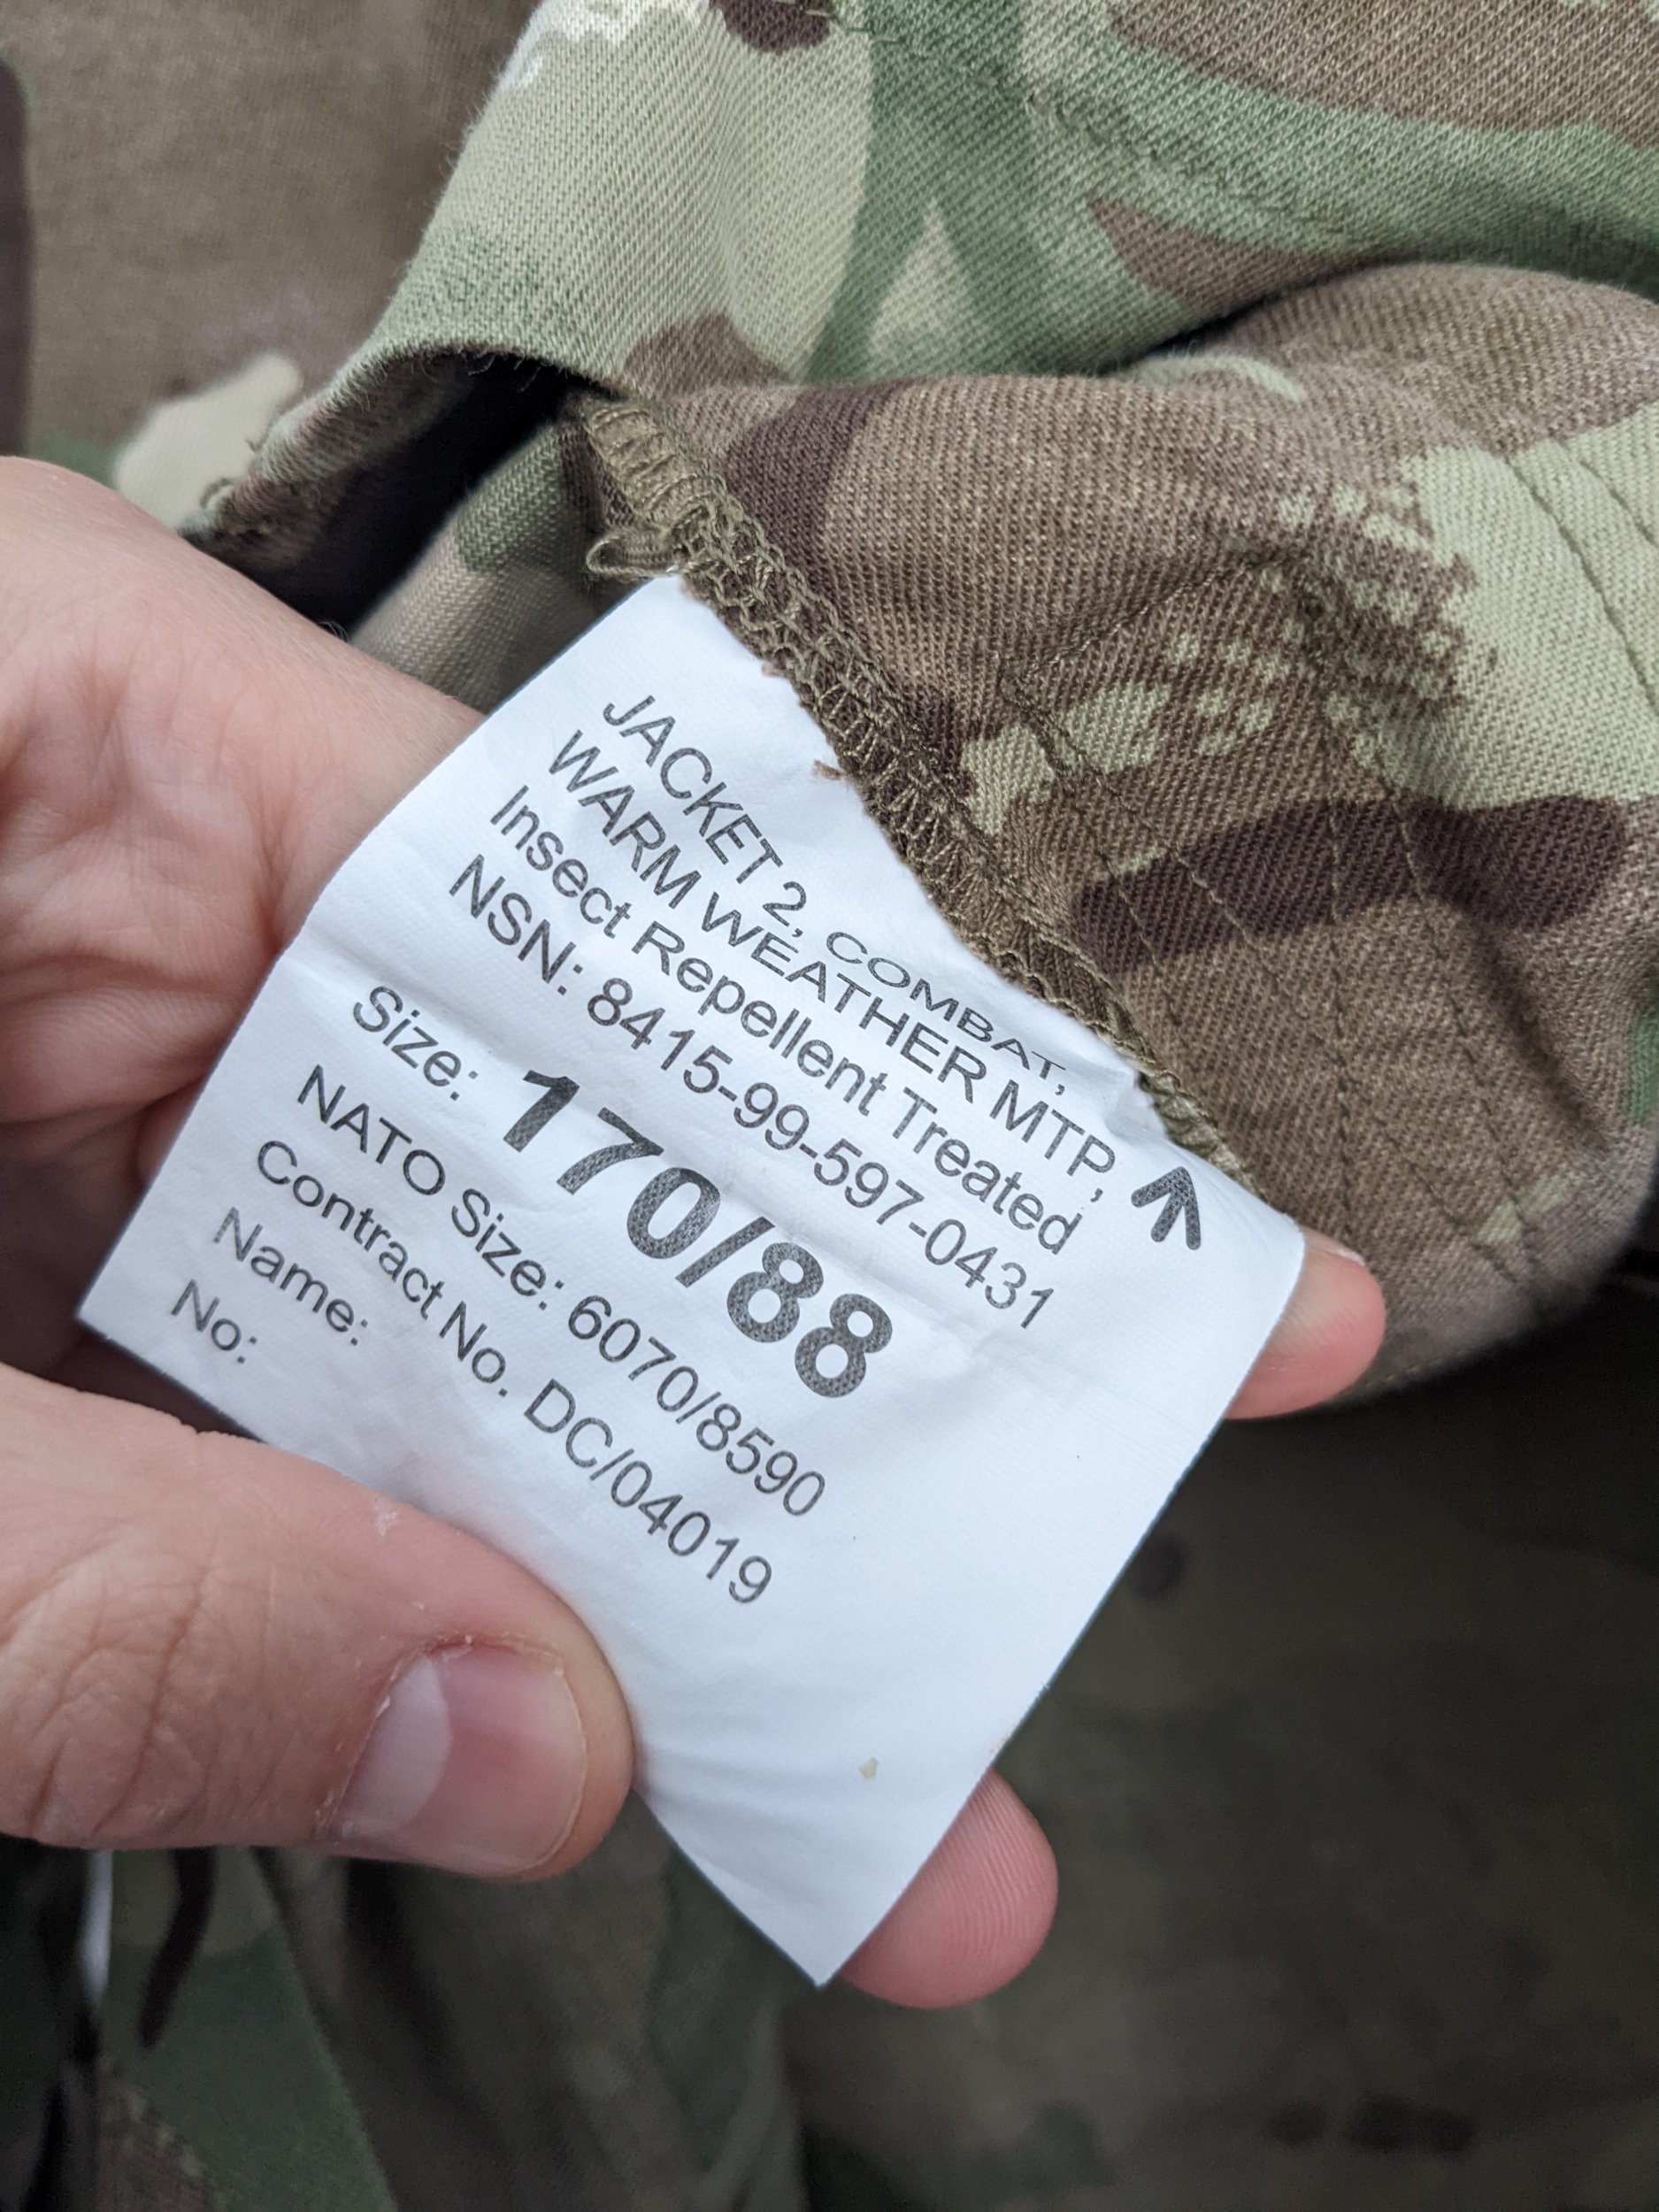 JACKET 2, COMBAT,
WARM WEATHER MTP,
Insect Repellent Treated
NSN: 8415-99-597-0431
Size: 170/88
NATO Size: 6070/8590
Contract No. DC/04019
Name:
No: